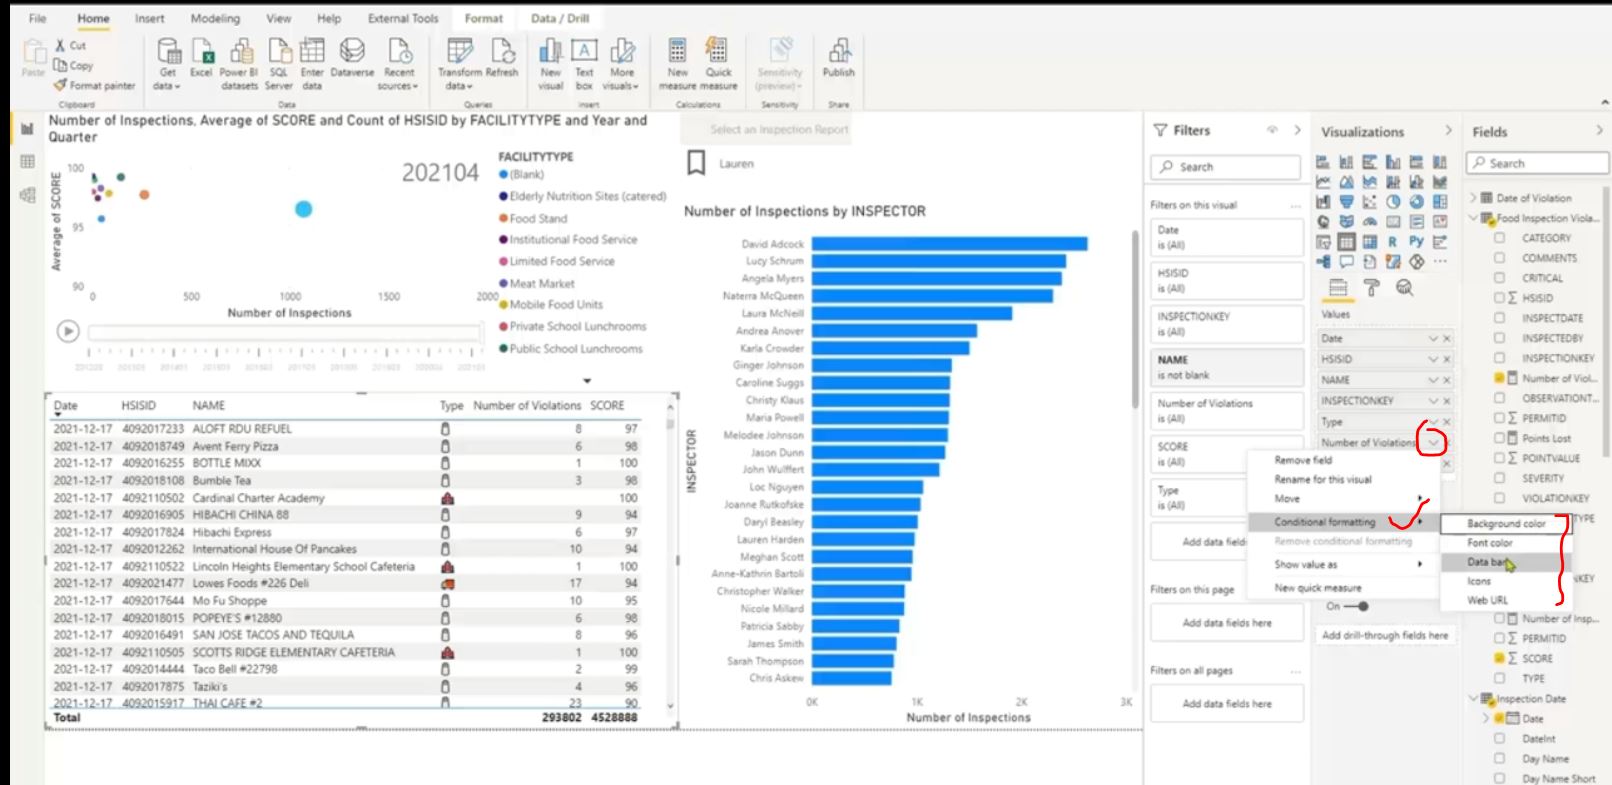 File Home Insert Modeling View Help External Tools Format Data / Drill
Paste
Cut
Copy
Format painter
Clipboard
Get data
Excel
Power BI datasets
SQL Server
Enter data
Dataverse
Recent sources
Data
Transform data
Refresh
Queries
New visual
Text box
More visuals
Insert
New measure
Quick measure
Calculations
Sensitivity (preview)
Sensitivity
Publish
Share
Number of Inspections, Average of SCORE and Count of HSISID by FACILITYTYPE and Year and
Quarter
Average of SCORE
100
95
90
202104
0 500 1000 1500 2000
Number of Inspections
FACILITYTYPE
(Blank)
Elderly Nutrition Sites (catered)
Food Stand
Institutional Food Service
Limited Food Service
Meat Market
Mobile Food Units
Private School Lunchrooms
Public School Lunchrooms
Date HSISID NAME Type Number of Violations SCORE
2021-12-17 4092017233 ALOFT RDU REFUEL 8 97
2021-12-17 4092018749 Avent Ferry Pizza 6 98
2021-12-17 4092016255 BOTTLE MIXX 1 100
2021-12-17 4092018108 Bumble Tea 3 98
2021-12-17 4092110502 Cardinal Charter Academy 100
2021-12-17 4092016905 HIBACHI CHINA 88 9 94
2021-12-17 4092017824 Hibachi Express 6 97
2021-12-17 4092012262 International House Of Pancakes 10 94
2021-12-17 4092110522 Lincoln Heights Elementary School Cafeteria 1 100
2021-12-17 4092021477 Lowes Foods #226 Deli 17 94
2021-12-17 4092017644 Mo Fu Shoppe 10 95
2021-12-17 4092018015 POPEYE'S #12880 6 98
2021-12-17 4092016491 SAN JOSE TACOS AND TEQUILA 8 96
2021-12-17 4092110505 SCOTTS RIDGE ELEMENTARY CAFETERIA 1 100
2021-12-17 4092014444 Taco Bell #22798 2 99
2021-12-17 4092017875 Taziki's 4 96
2021-12-17 4092015917 THAI CAFE #2 23 90
Total 293802 4528888
Select an Inspection Report
Lauren
Number of Inspections by INSPECTOR
INSPECTOR
David Adcock
Lucy Schrum
Angela Myers
Naterra McQueen
Laura McNeill
Andrea Anover
Karla Crowder
Ginger Johnson
Caroline Suggs
Christy Klaus
Maria Powell
Melodee Johnson
Jason Dunn
John Wulffert
Loc Nguyen
Joanne Rutkofske
Daryl Beasley
Lauren Harden
Meghan Scott
Anne-Kathrin Bartoli
Christopher Walker
Nicole Millard
Patricia Sabby
James Smith
Sarah Thompson
Chris Askew
0K 1K 2K 3K
Number of Inspections
Filters
Search
Filters on this visual ...
Date
is (All)
HSISID
is (All)
INSPECTIONKEY
is (All)
NAME
is not blank
Number of Violations
is (All)
SCORE
is (All)
Type
is (All)
Add data fields
Filters on this page
Add data fields here
Filters on all pages ...
Add data fields here
Visualizations
R Py
...
Values
Date
HSISID
NAME
INSPECTIONKEY
Type
Number of Violations
Remove field
Rename for this visual
Move
Conditional formatting
Remove conditional formatting
Show value as
New quick measure
Background color
Font color
Data bars
Icons
Web URL
On
Add drill-through fields here
Fields
Search
Date of Violation
Food Inspection Viola...
CATEGORY
COMMENTS
CRITICAL
HSISID
INSPECTDATE
INSPECTEDBY
INSPECTIONKEY
Number of Viol...
OBSERVATIONT...
PERMITID
Points Lost
POINTVALUE
SEVERITY
VIOLATIONKEY
TYPE
KEY
Number of Insp...
PERMITID
SCORE
TYPE
Inspection Date
Date
DateInt
Day Name
Day Name Short